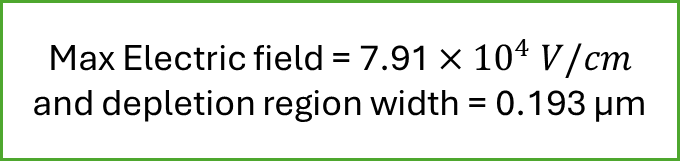 Max Electric field = 7.91 × 10⁴ V/cm
and depletion region width = 0.193 µm